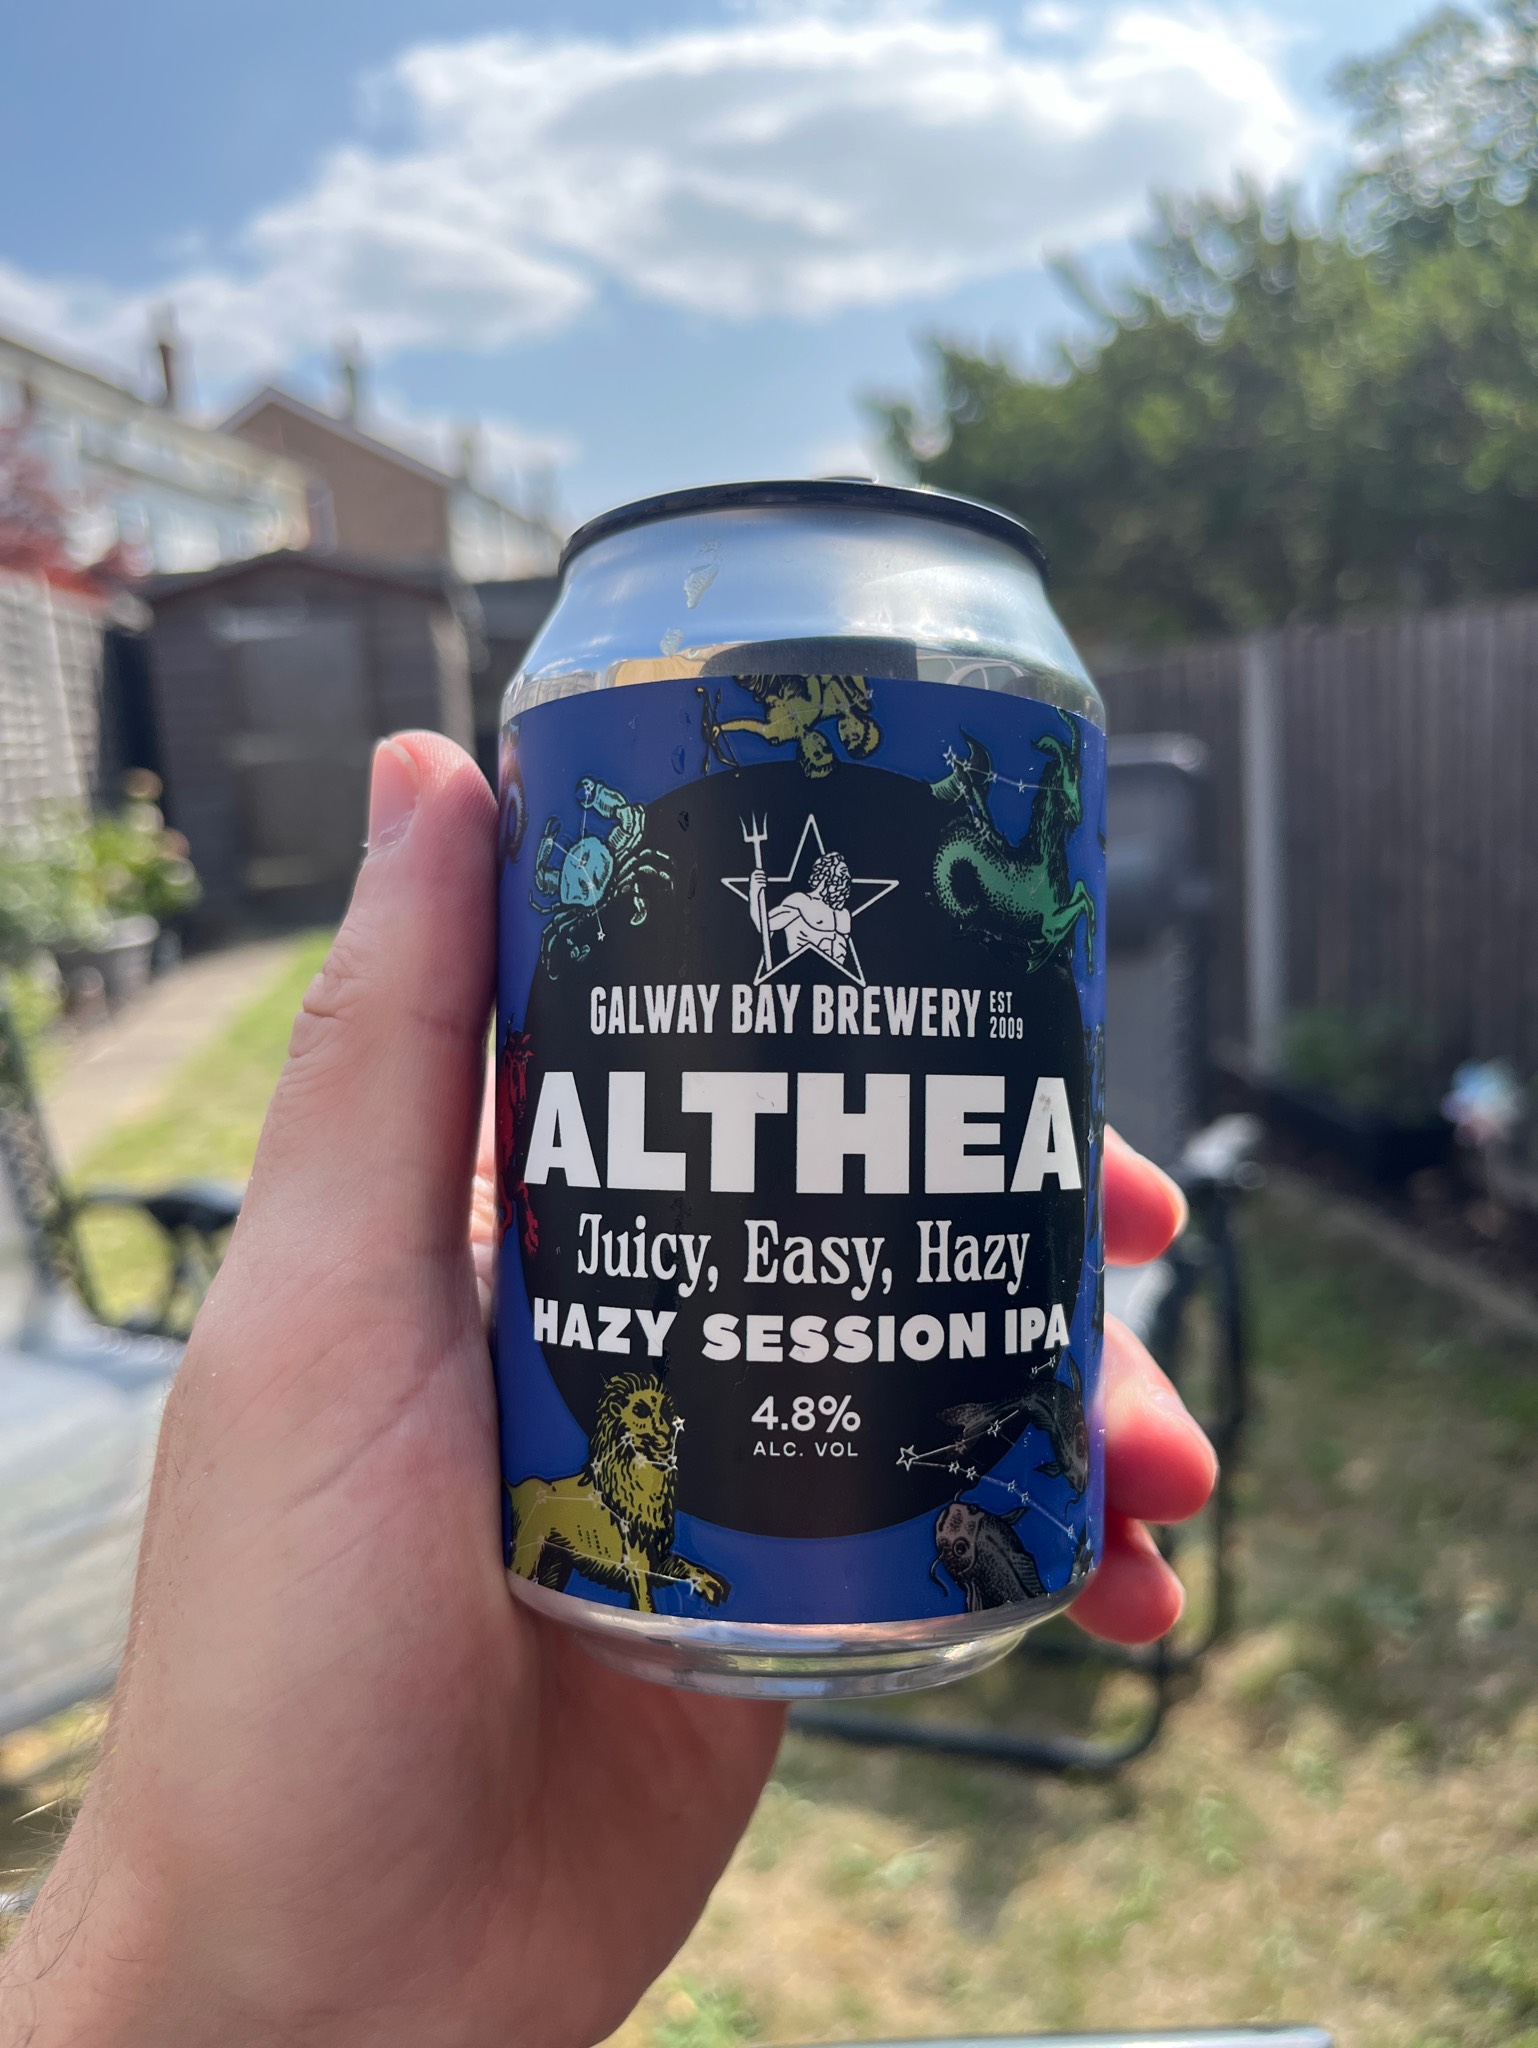 GALWAY BAY BREWERY EST 2009
ALTHEA
Juicy, Easy, Hazy
HAZY SESSION IPA
4.8%
ALC. VOL